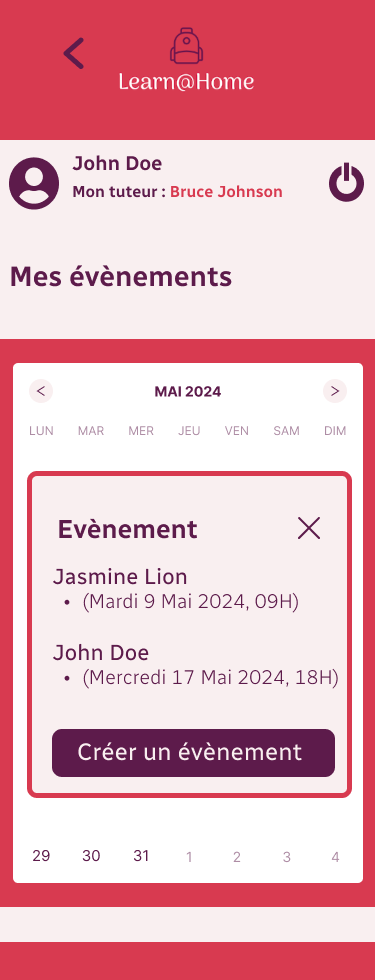 Learn@Home
John Doe
Mon tuteur : Bruce Johnson
Mes évènements
< MAI 2024 >
LUN MAR MER JEU VEN SAM DIM
Evènement
Jasmine Lion
• (Mardi 9 Mai 2024, 09H)
John Doe
• (Mercredi 17 Mai 2024, 18H)
Créer un évènement
29 30 31 1 2 3 4